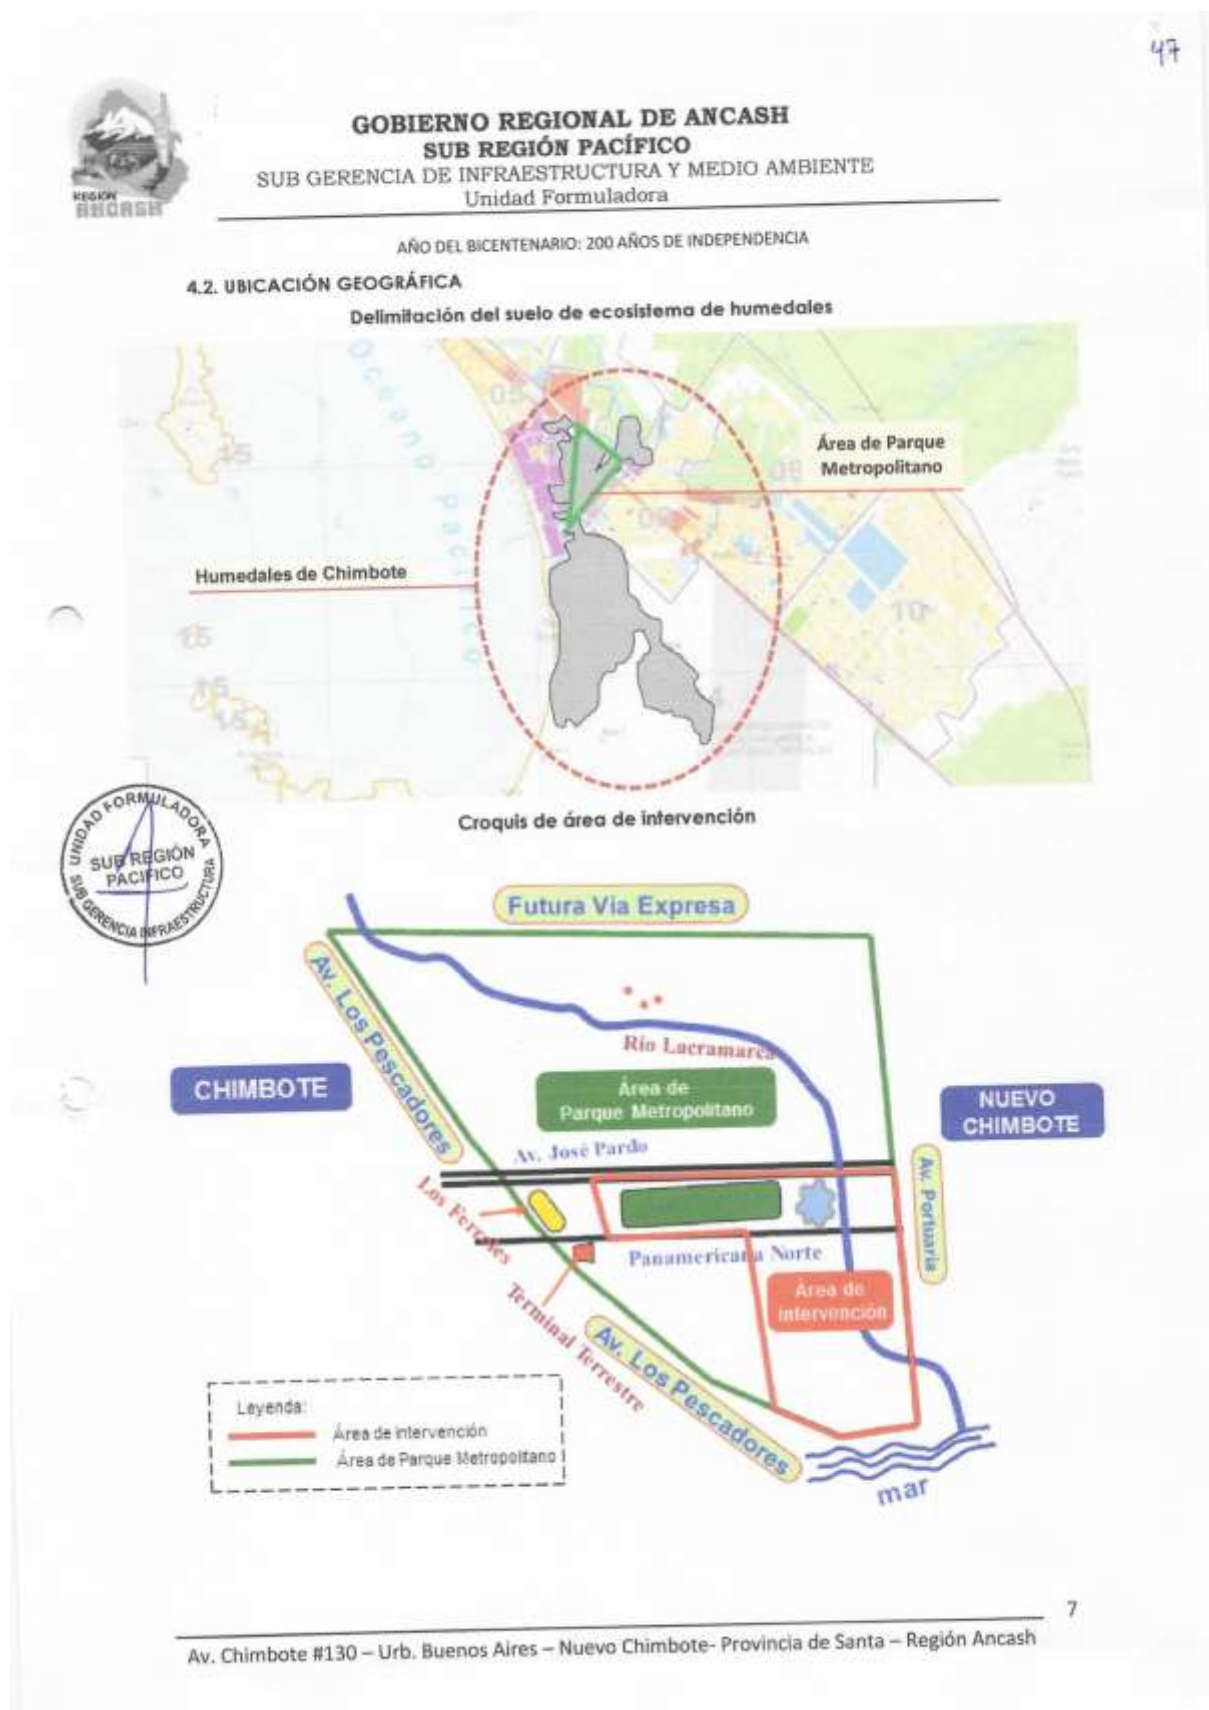 47
REGIÓN
ANCASH
GOBIERNO REGIONAL DE ANCASH
SUB REGIÓN PACÍFICO
SUB GERENCIA DE INFRAESTRUCTURA Y MEDIO AMBIENTE
Unidad Formuladora
AÑO DEL BICENTENARIO: 200 AÑOS DE INDEPENDENCIA
4.2. UBICACIÓN GEOGRÁFICA
Delimitación del suelo de ecosistema de humedales
Océano pacífico
05
15
Área de Parque
Metropolitano
09
Humedales de Chimbote
10
15
15
15
Croquis de área de intervención
UNIDAD FORMULADORA
SUB REGIÓN
PACIFICO
SUB GERENCIA INFRAESTRUCTURA
Futura Via Expresa
Av. Los Pescadores
Río Lacramarca
CHIMBOTE
Área de
Parque Metropolitano
NUEVO
CHIMBOTE
Av. José Pardo
Los Ferroles
Av. Portuaria
Panamericana Norte
Terminal Terrestre
Área de
intervención
Av. Los Pescadores
Leyenda:
Área de intervención
Área de Parque Metropolitano
mar
7
Av. Chimbote #130 – Urb. Buenos Aires – Nuevo Chimbote- Provincia de Santa – Región Ancash